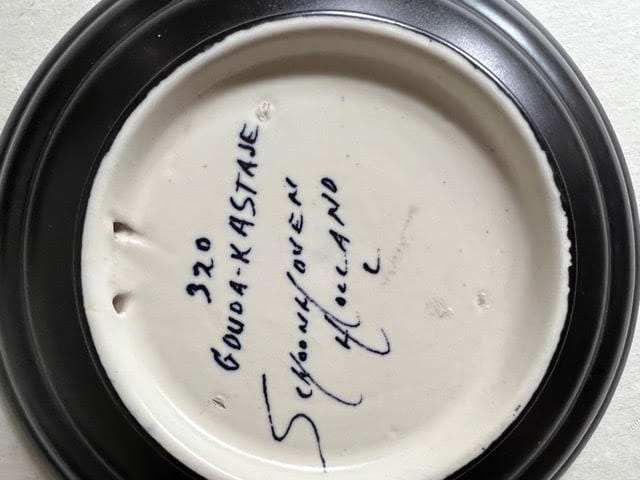 320
GOUDA-KASTAJE
SCHOONHOVEN
HOLLAND
L